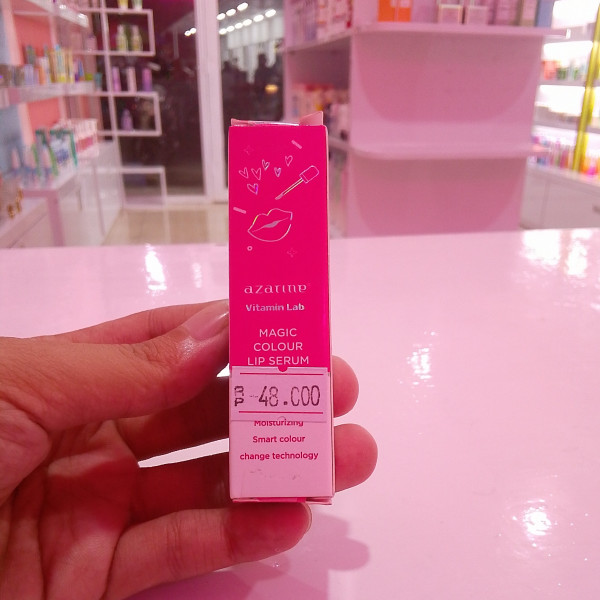 azarine
Vitamin Lab
MAGIC
COLOUR
LIP SERUM
RP 48.000
Moisturizing
Smart colour
change technology